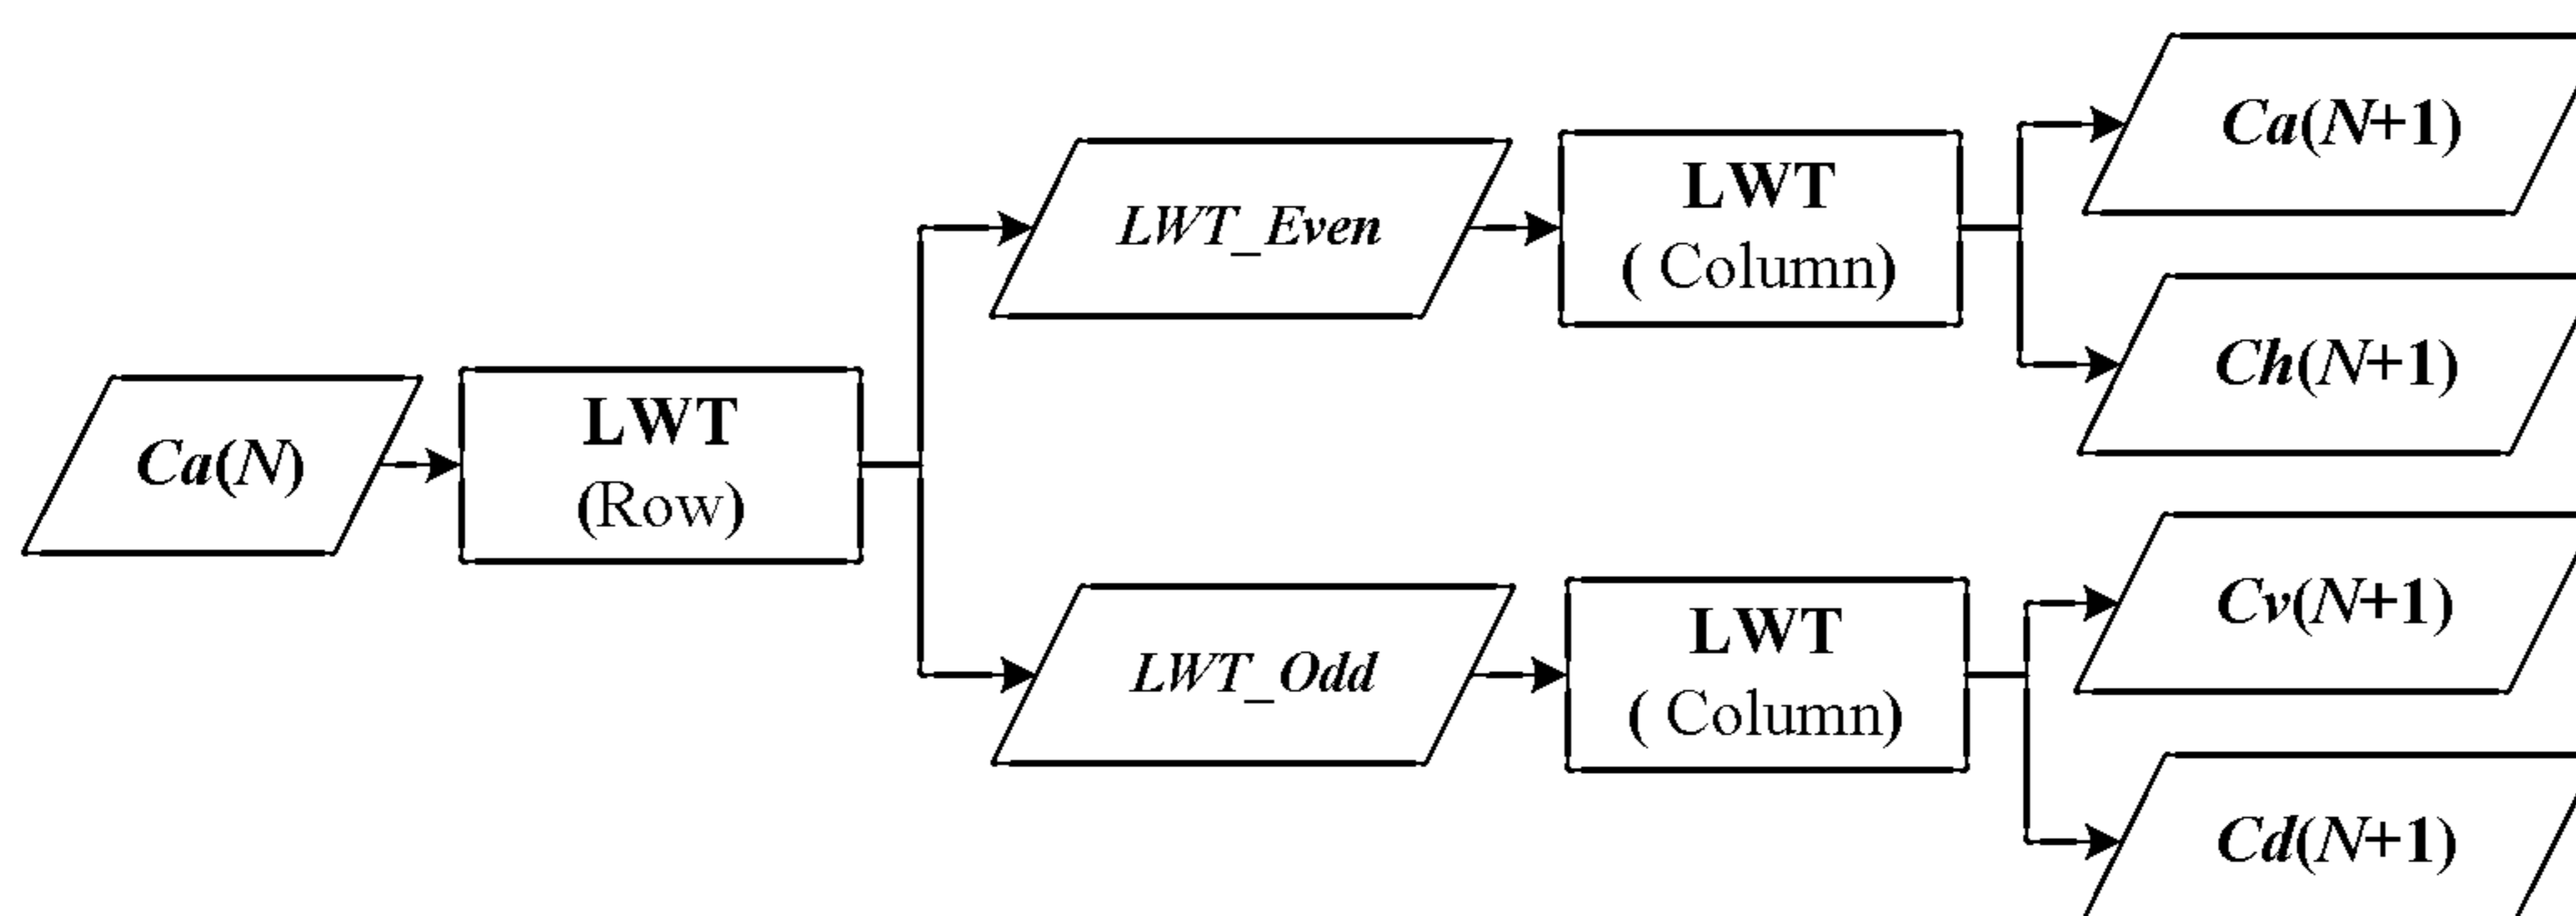 Ca(N)
LWT
(Row)
LWT_Even
LWT
( Column)
Ca(N+1)
Ch(N+1)
LWT_Odd
LWT
( Column)
Cv(N+1)
Cd(N+1)